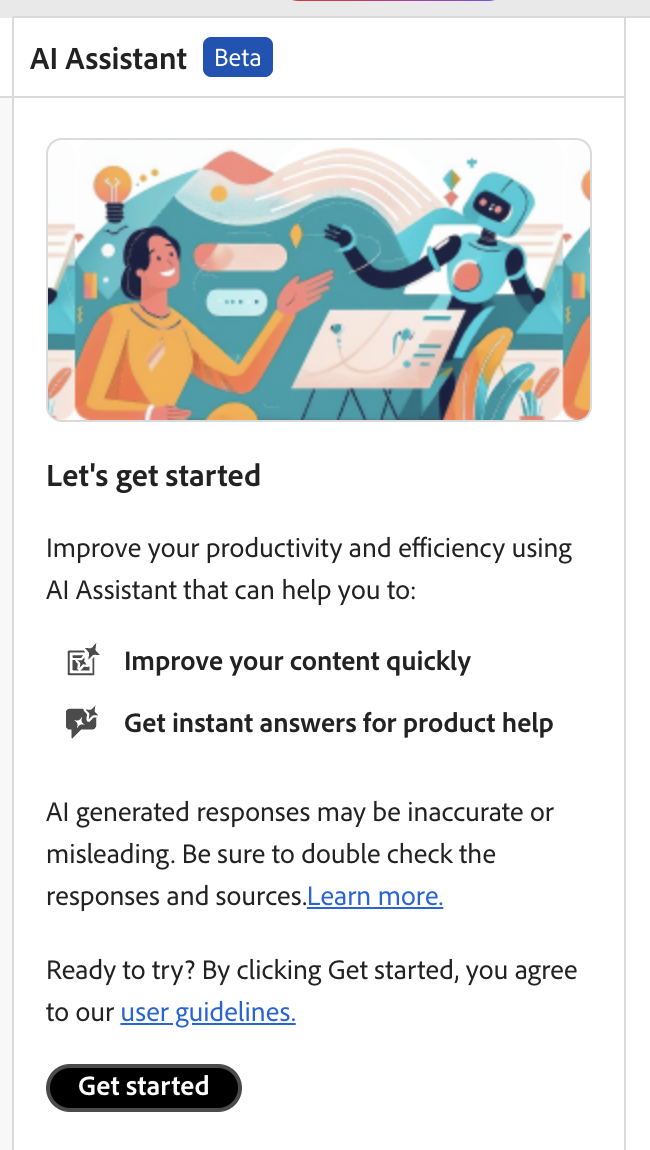 AI Assistant Beta
Let's get started
Improve your productivity and efficiency using
AI Assistant that can help you to:
Improve your content quickly
Get instant answers for product help
AI generated responses may be inaccurate or
misleading. Be sure to double check the
responses and sources.Learn more.
Ready to try? By clicking Get started, you agree
to our user guidelines.
Get started